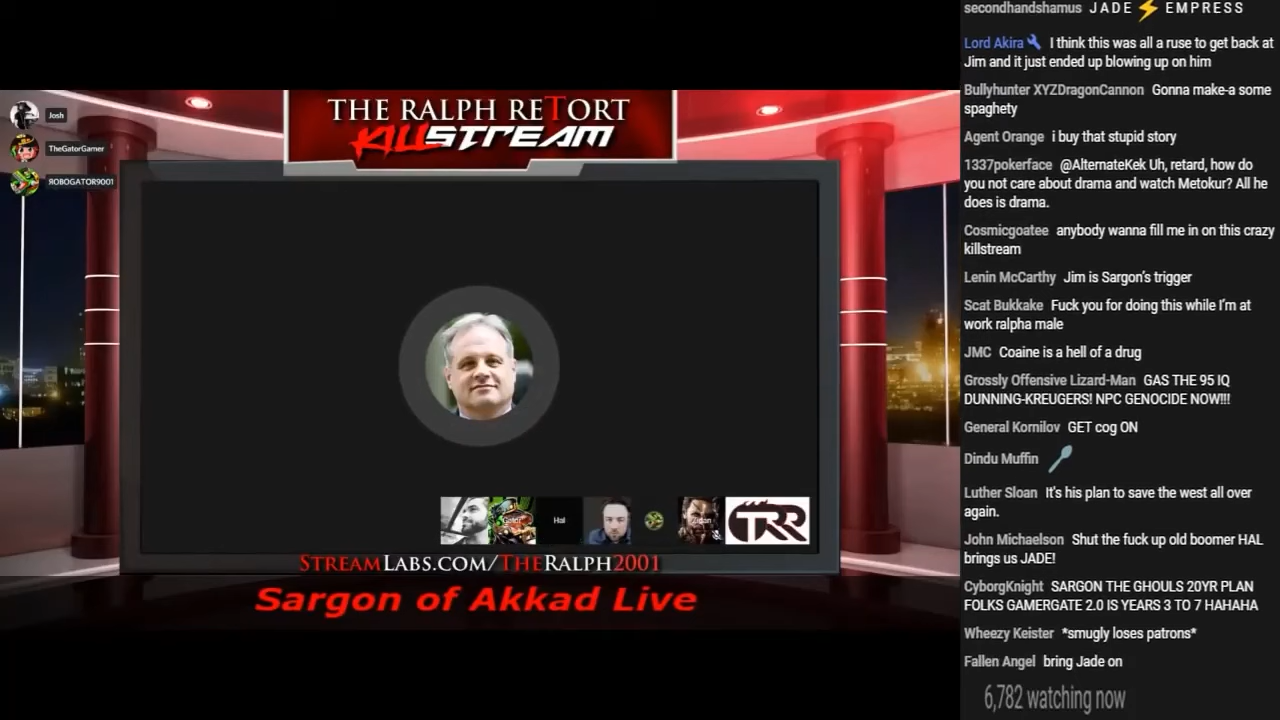 Josh
TheGatorGamer
ЯOBOGATOR9001
THE RALPH RETORT
KILLSTREAM
Hal
TRR
STREAMLABS.COM/THERALPH2001
Sargon of Akkad Live
secondhandshamus JADE ⚡ EMPRESS
Lord Akira I think this was all a ruse to get back at
Jim and it just ended up blowing up on him
Bullyhunter XYZDragonCannon Gonna make-a some
spaghety
Agent Orange i buy that stupid story
1337pokerface @AlternateKek Uh, retard, how do
you not care about drama and watch Metokur? All he
does is drama.
Cosmicgoatee anybody wanna fill me in on this crazy
killstream
Lenin McCarthy Jim is Sargon's trigger
Scat Bukkake Fuck you for doing this while I'm at
work ralpha male
JMC Coaine is a hell of a drug
Grossly Offensive Lizard-Man GAS THE 95 IQ
DUNNING-KREUGERS! NPC GENOCIDE NOW!!!
General Kornilov GET cog ON
Dindu Muffin
Luther Sloan It's his plan to save the west all over
again.
John Michaelson Shut the fuck up old boomer HAL
brings us JADE!
CyborgKnight SARGON THE GHOULS 20YR PLAN
FOLKS GAMERGATE 2.0 IS YEARS 3 TO 7 HAHAHA
Wheezy Keister *smugly loses patrons*
Fallen Angel bring Jade on
6,782 watching now